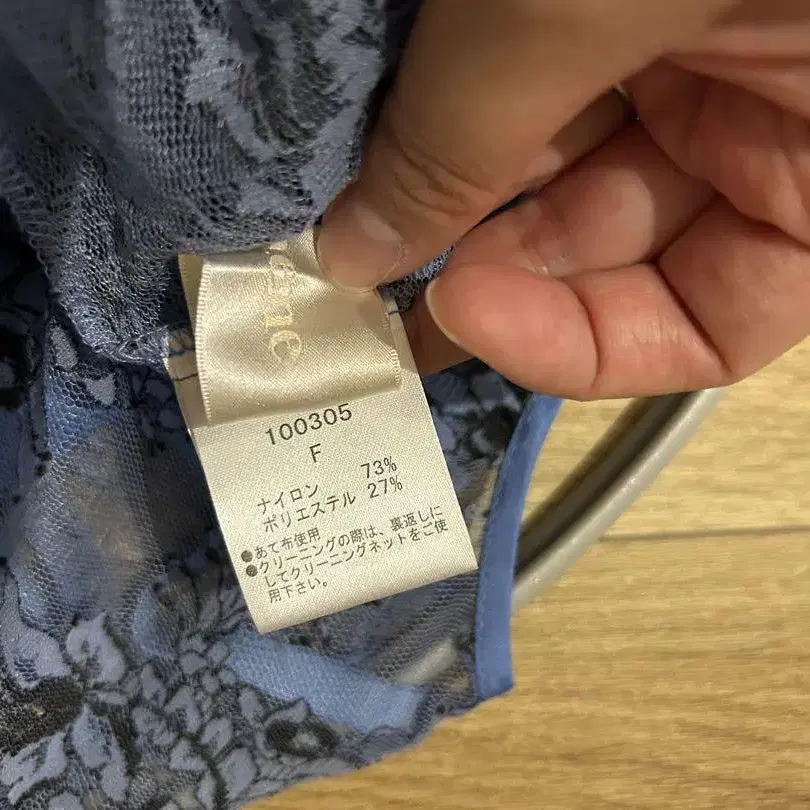 100305
F
ナイロン 73%
ポリエステル 27%
●あて布使用
●クリーニングの際は、裏返しに
してクリーニングネットをご使
用下さい。